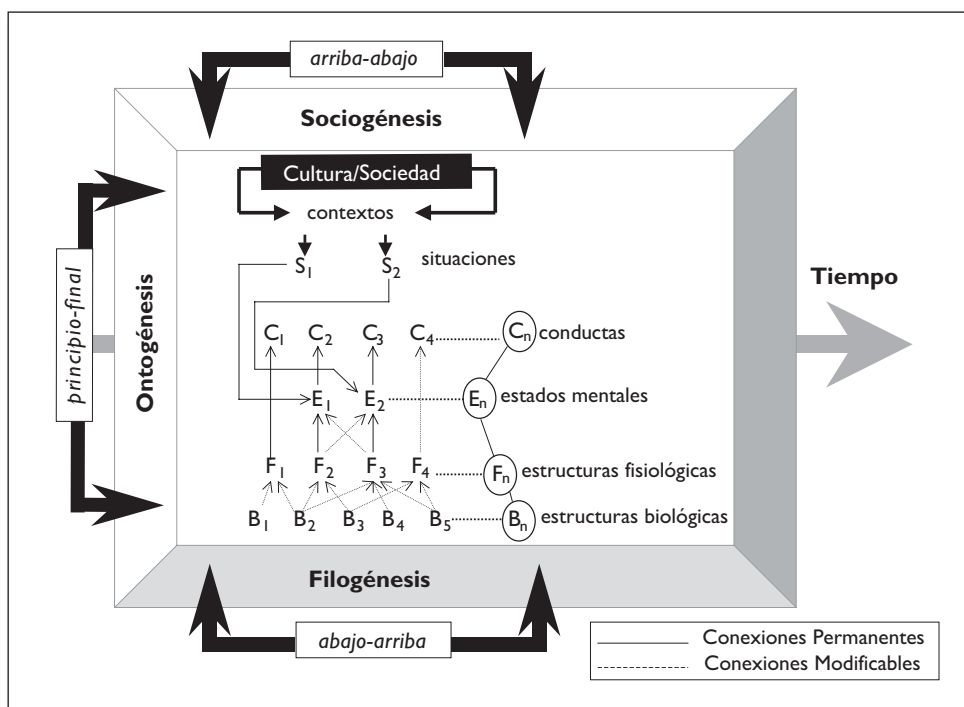 arriba-abajo
Sociogénesis
Cultura/Sociedad
contextos
S1 S2 situaciones
Tiempo
principio-final
Ontogénesis
C1 C2 C3 C4 Cn conductas
E1 E2 En estados mentales
F1 F2 F3 F4 Fn estructuras fisiológicas
B1 B2 B3 B4 B5 Bn estructuras biológicas
Filogénesis
abajo-arriba
Conexiones Permanentes
Conexiones Modificables